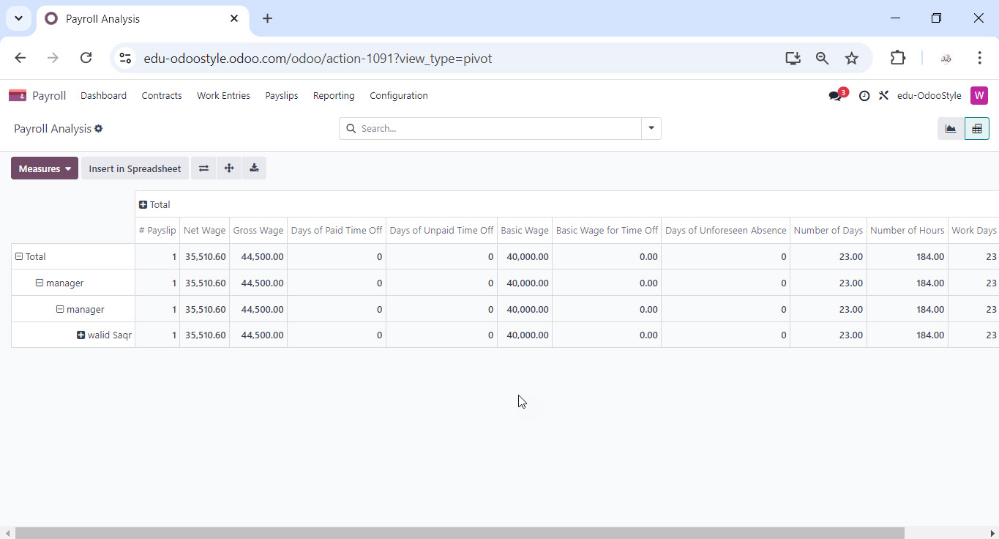 Payroll Analysis
edu-odoostyle.odoo.com/odoo/action-1091?view_type=pivot
Payroll Dashboard Contracts Work Entries Payslips Reporting Configuration 3 edu-OdooStyle W
Payroll Analysis Search...
Measures Insert in Spreadsheet
Total
# Payslip Net Wage Gross Wage Days of Paid Time Off Days of Unpaid Time Off Basic Wage Basic Wage for Time Off Days of Unforeseen Absence Number of Days Number of Hours Work Days
Total 1 35,510.60 44,500.00 0 0 40,000.00 0.00 0 23.00 184.00 23
manager 1 35,510.60 44,500.00 0 0 40,000.00 0.00 0 23.00 184.00 23
manager 1 35,510.60 44,500.00 0 0 40,000.00 0.00 0 23.00 184.00 23
walid Saqr 1 35,510.60 44,500.00 0 0 40,000.00 0.00 0 23.00 184.00 23